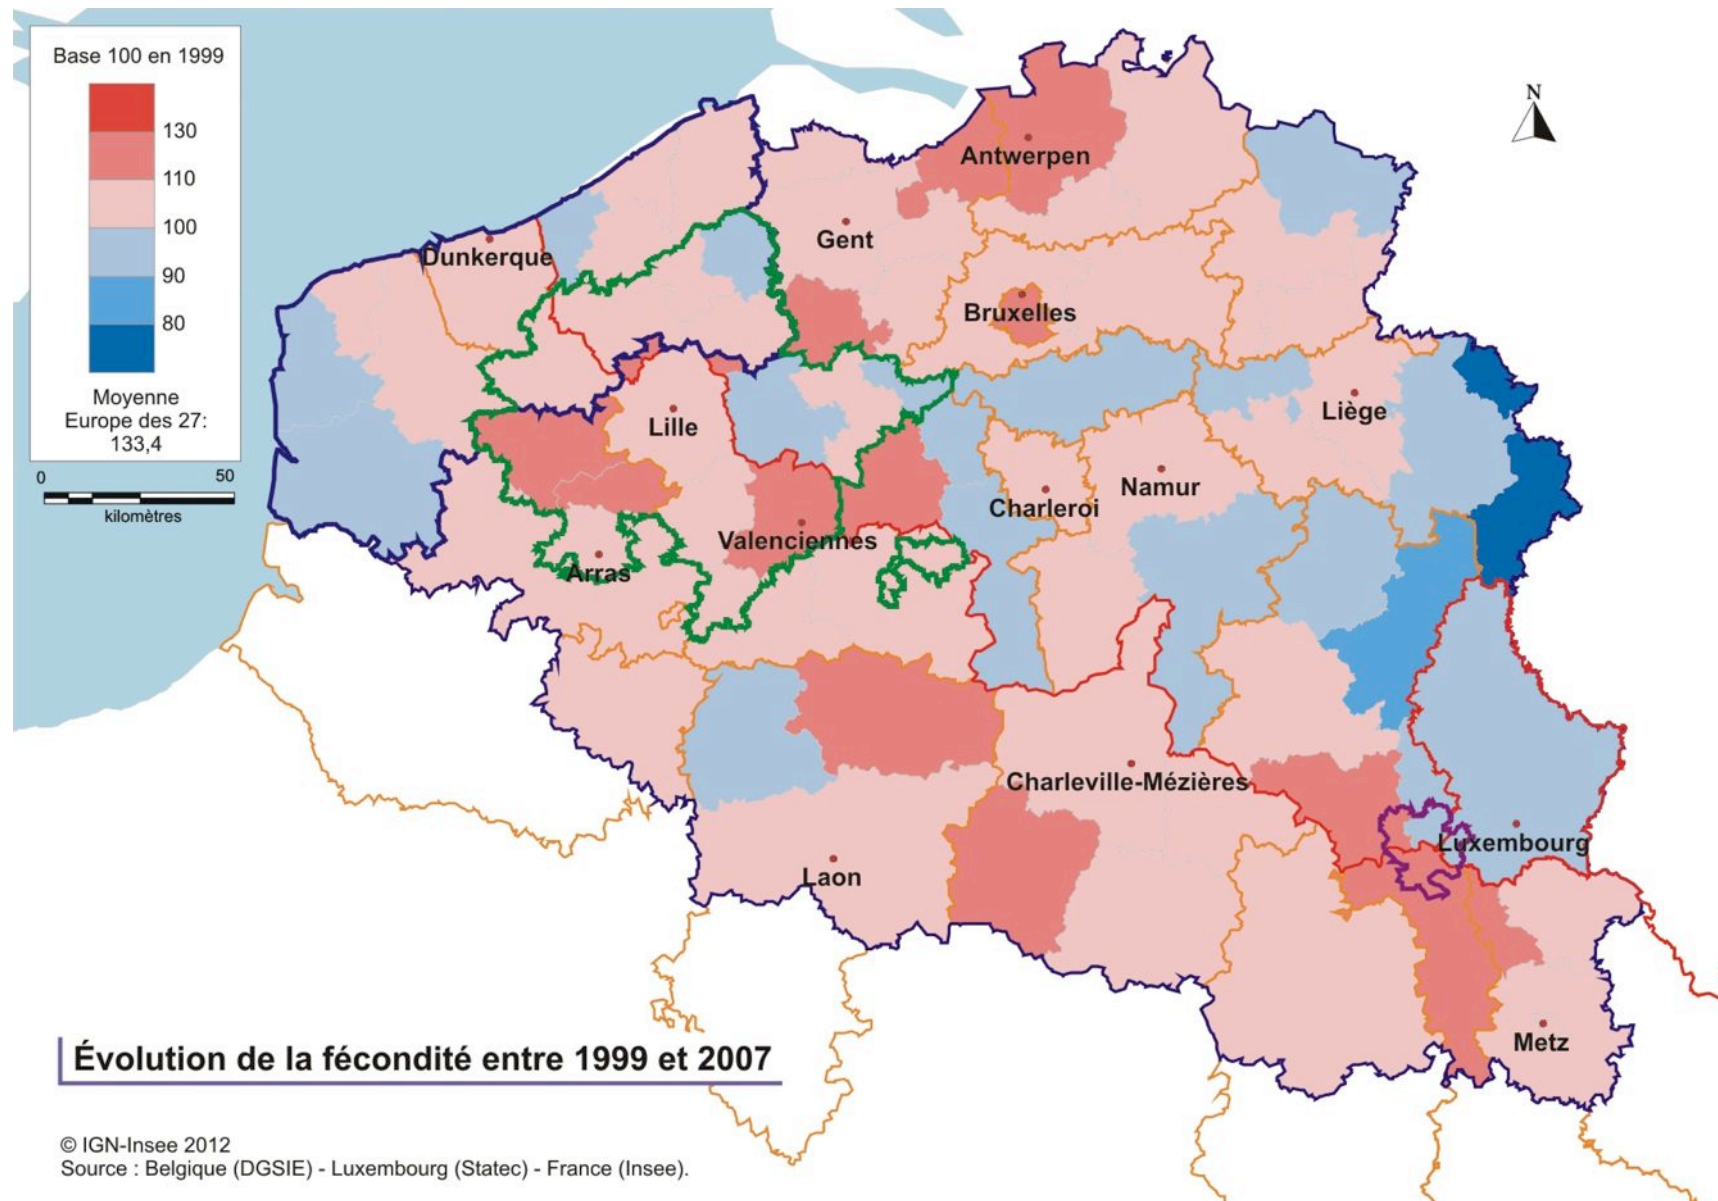 Base 100 en 1999
130
110
100
90
80
Moyenne
Europe des 27:
133,4
0 50
kilomètres
N
Antwerpen
Gent
Dunkerque
Bruxelles
Lille
Liège
Namur
Charleroi
Valenciennes
Arras
Charleville-Mézières
Luxembourg
Laon
Metz
Évolution de la fécondité entre 1999 et 2007
© IGN-Insee 2012
Source : Belgique (DGSIE) - Luxembourg (Statec) - France (Insee).